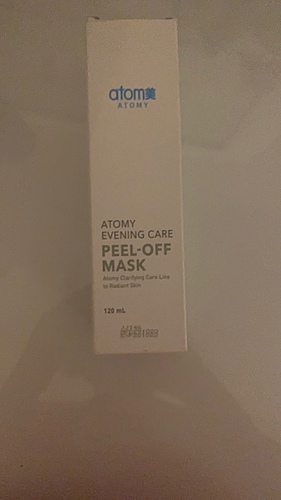 atom美
ATOMY
ATOMY
EVENING CARE
PEEL-OFF
MASK
Atomy Clarifying Care Line
to Radiant Skin
120 mL